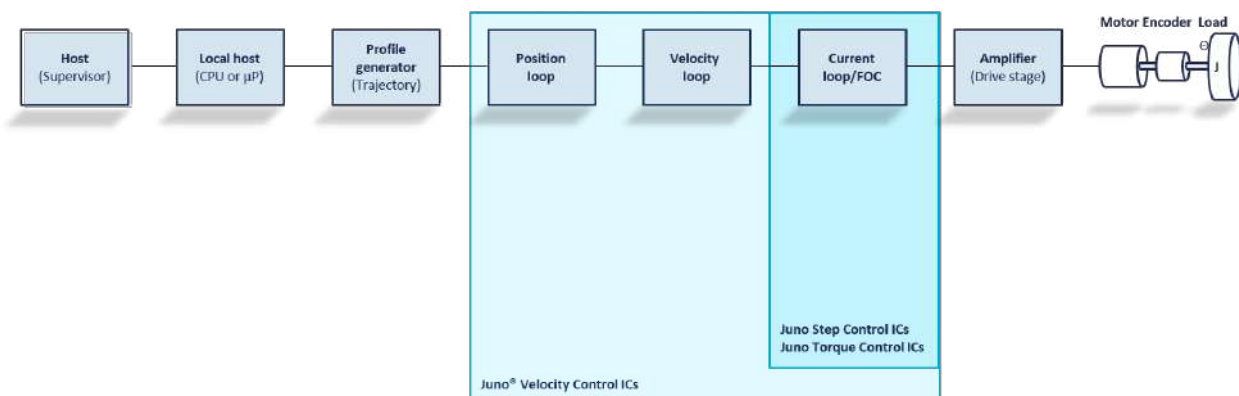 Host
(Supervisor)
Local host
(CPU or µP)
Profile
generator
(Trajectory)
Position
loop
Velocity
loop
Current
loop/FOC
Amplifier
(Drive stage)
Motor Encoder Load
Θ
J
Juno Step Control ICs
Juno Torque Control ICs
Juno® Velocity Control ICs